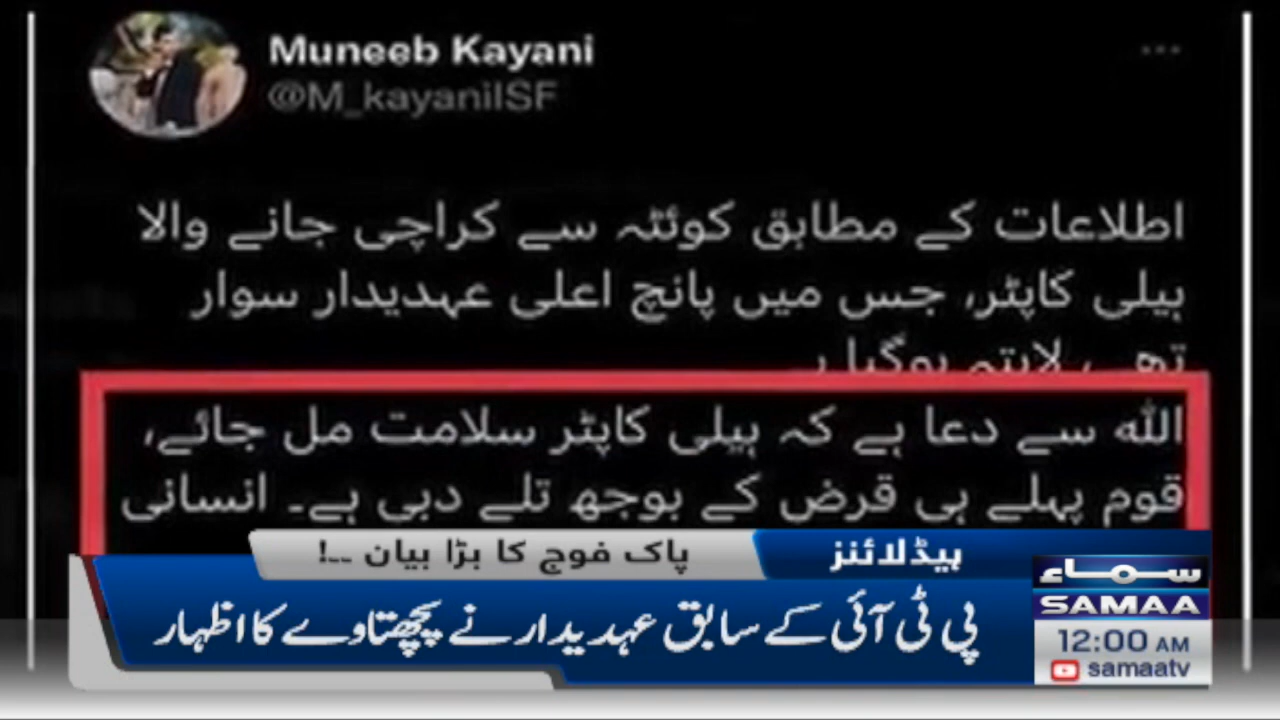 Muneeb Kayani
@M_kayaniISF
اطلاعات کے مطابق کوئٹہ سے کراچی جانے والا
ہیلی کاپٹر، جس میں پانچ اعلی عہدیدار سوار
تھے، لاپتہ ہوگیا
اللہ سے دعا ہے کہ ہیلی کاپٹر سلامت مل جائے،
قوم پہلے ہی قرض کے بوجھ تلے دبی ہے۔ انسانی
ہیڈلائنز
پاک فوج کا بڑا بیان ۔۔!
پی ٹی آئی کے سابق عہدیدار نے پچھتاوے کا اظہار
سماء
SAMAA
12:00 AM
samaatv